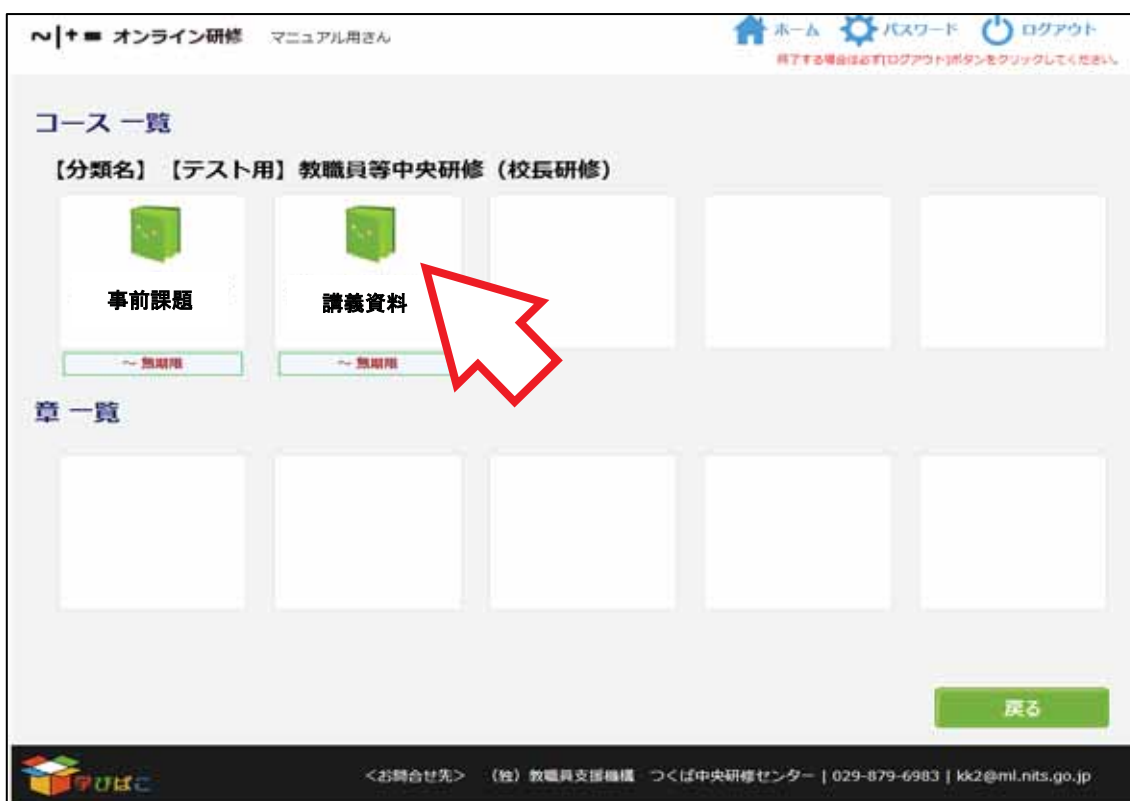 ~|+= オンライン研修 マニュアル用さん
ホーム パスワード ログアウト
終了する場合は必ず[ログアウト]ボタンをクリックしてください。
コース 一覧
【分類名】【テスト用】教職員等中央研修（校長研修）
事前課題 講義資料
～ 無期限 ～ 無期限
章 一覧
戻る
学びばこ
<お問合せ先> （独）教職員支援機構 つくば中央研修センター | 029-879-6983 | kk2@ml.nits.go.jp